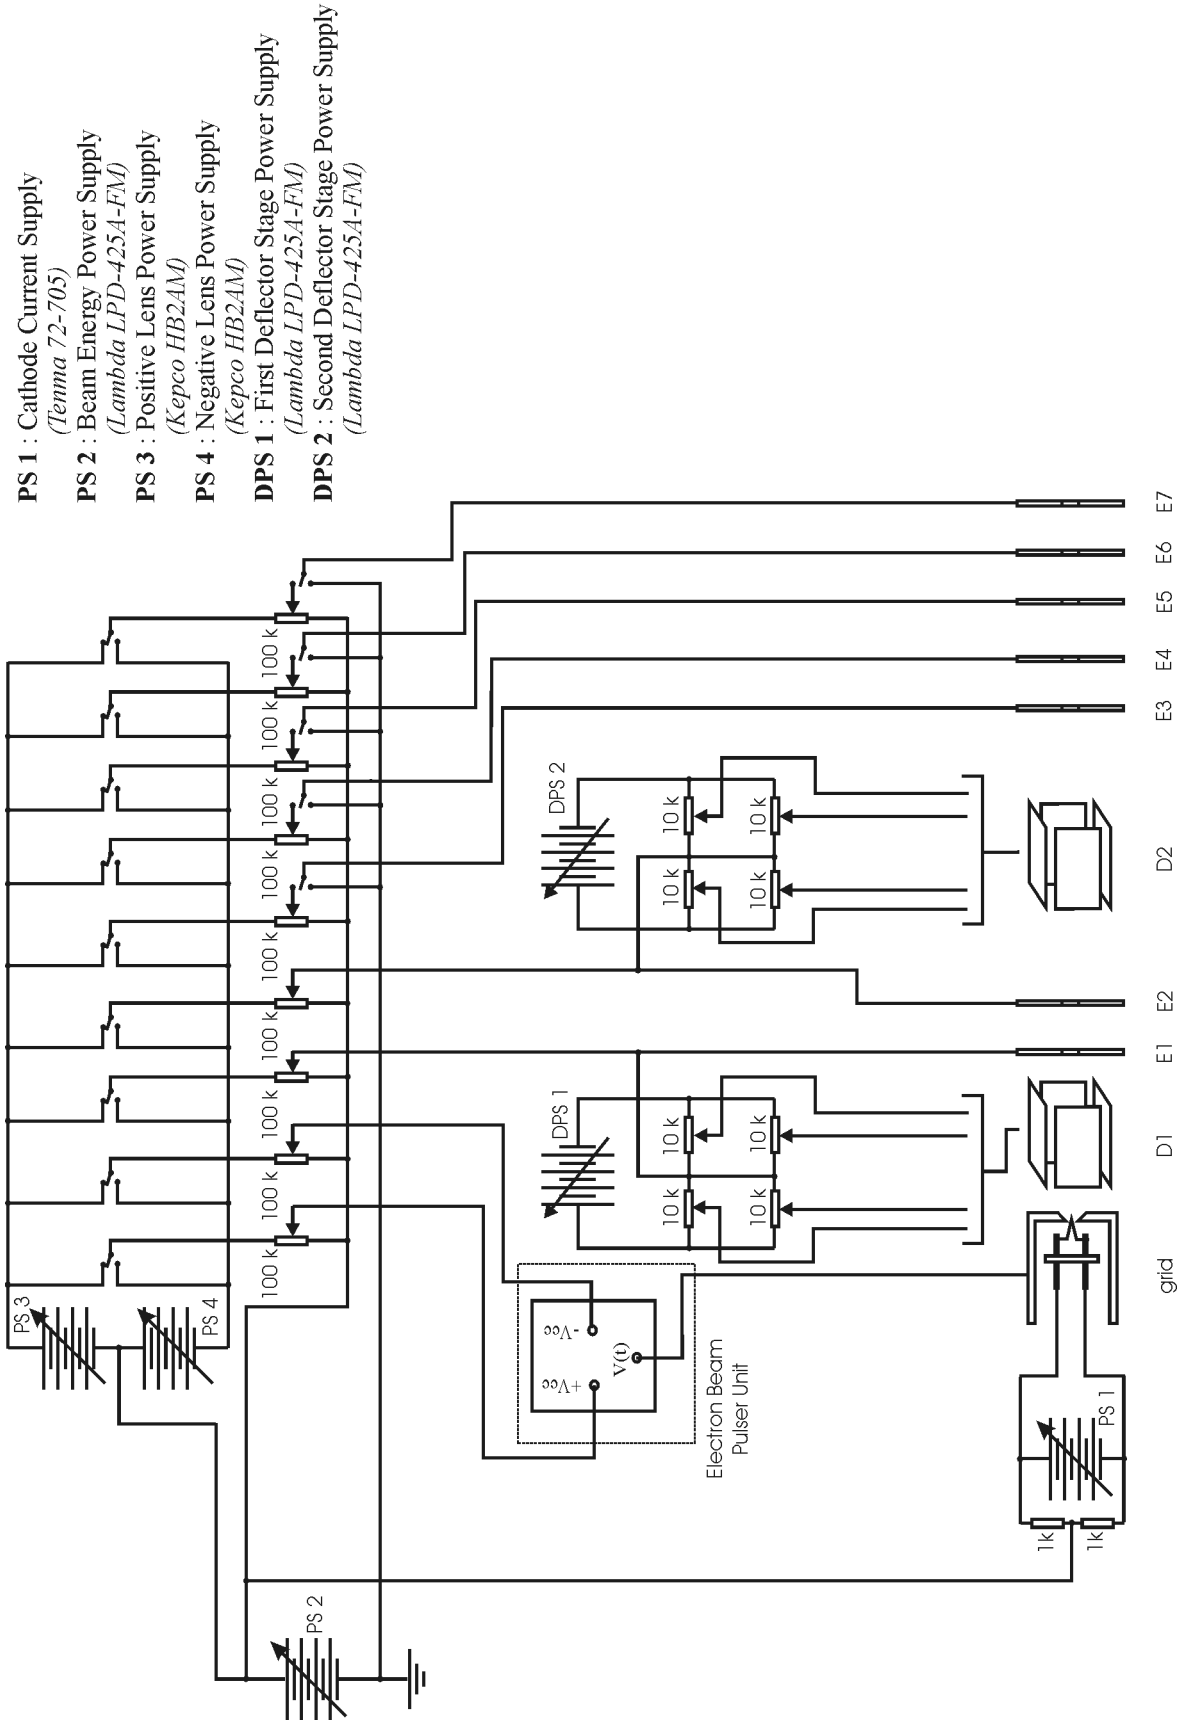 PS 1 : Cathode Current Supply
(Tenma 72-705)
PS 2 : Beam Energy Power Supply
(Lambda LPD-425A-FM)
PS 3 : Positive Lens Power Supply
(Kepco HB2AM)
PS 4 : Negative Lens Power Supply
(Kepco HB2AM)
DPS 1 : First Deflector Stage Power Supply
(Lambda LPD-425A-FM)
DPS 2 : Second Deflector Stage Power Supply
(Lambda LPD-425A-FM)
PS 3
PS 4
100 k
100 k
100 k
100 k
100 k
100 k
100 k
100 k
100 k
PS 2
+Vcc
-Vcc
V(t)
Electron Beam
Pulser Unit
DPS 1
10 k
10 k
10 k
10 k
DPS 2
10 k
10 k
10 k
10 k
1k
1k
PS 1
grid
D1
E1
E2
D2
E3
E4
E5
E6
E7